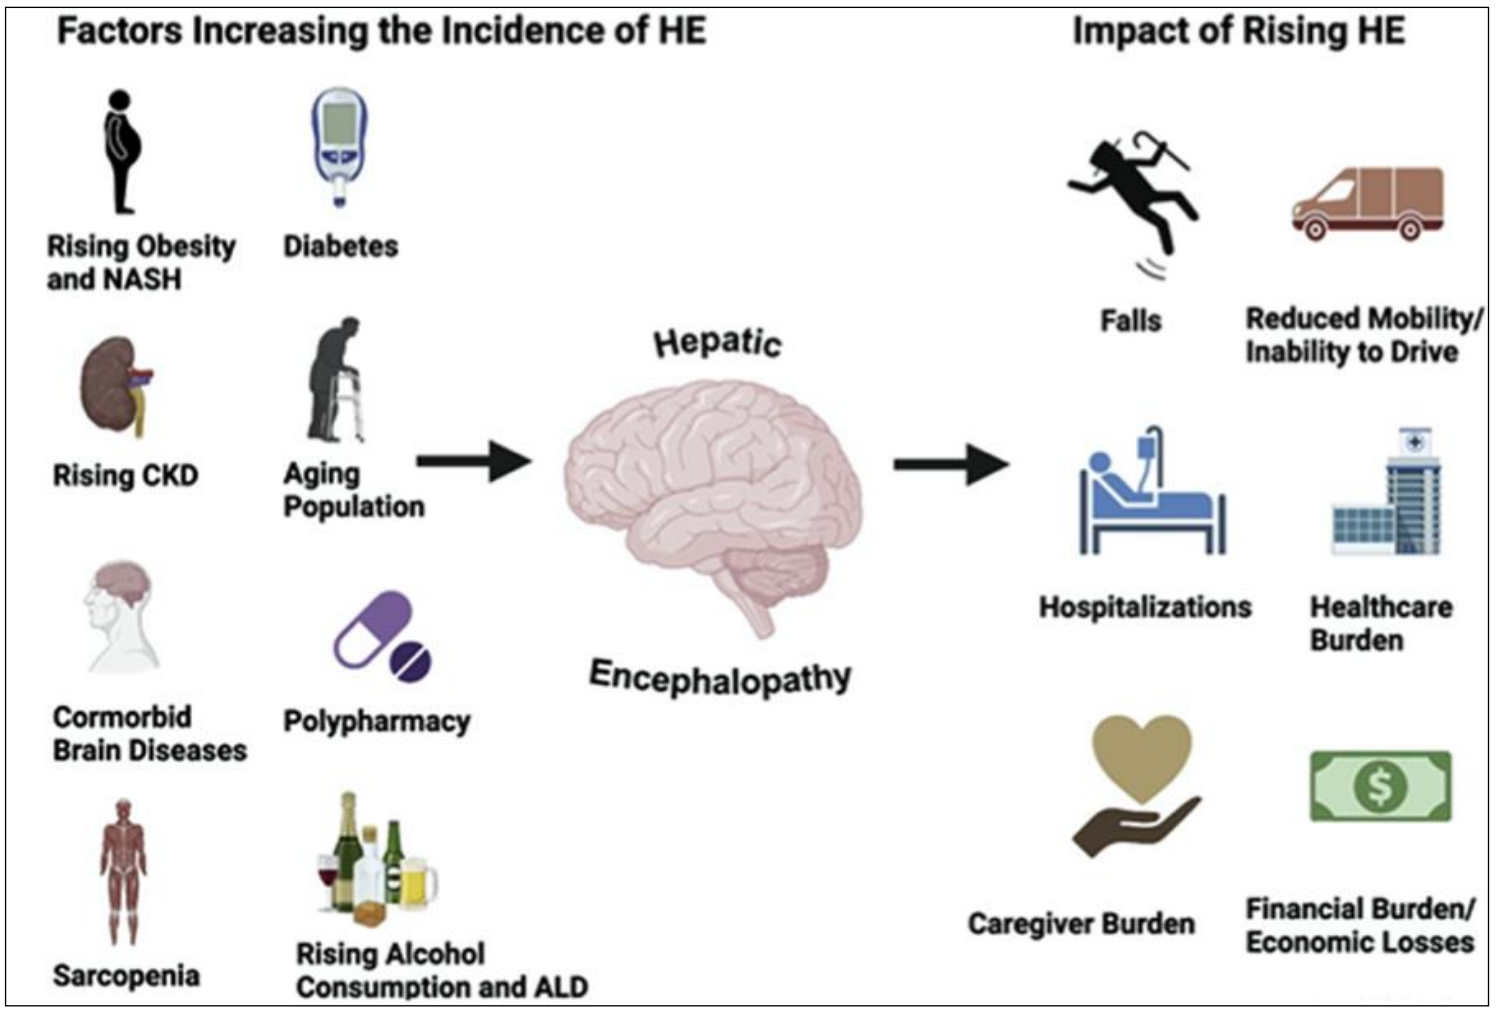 Factors Increasing the Incidence of HE
Impact of Rising HE
Rising Obesity
and NASH
Diabetes
Rising CKD
Aging
Population
Cormorbid
Brain Diseases
Polypharmacy
Sarcopenia
Rising Alcohol
Consumption and ALD
Hepatic
Encephalopathy
Falls
Reduced Mobility/
Inability to Drive
Hospitalizations
Healthcare
Burden
Caregiver Burden
$
Financial Burden/
Economic Losses